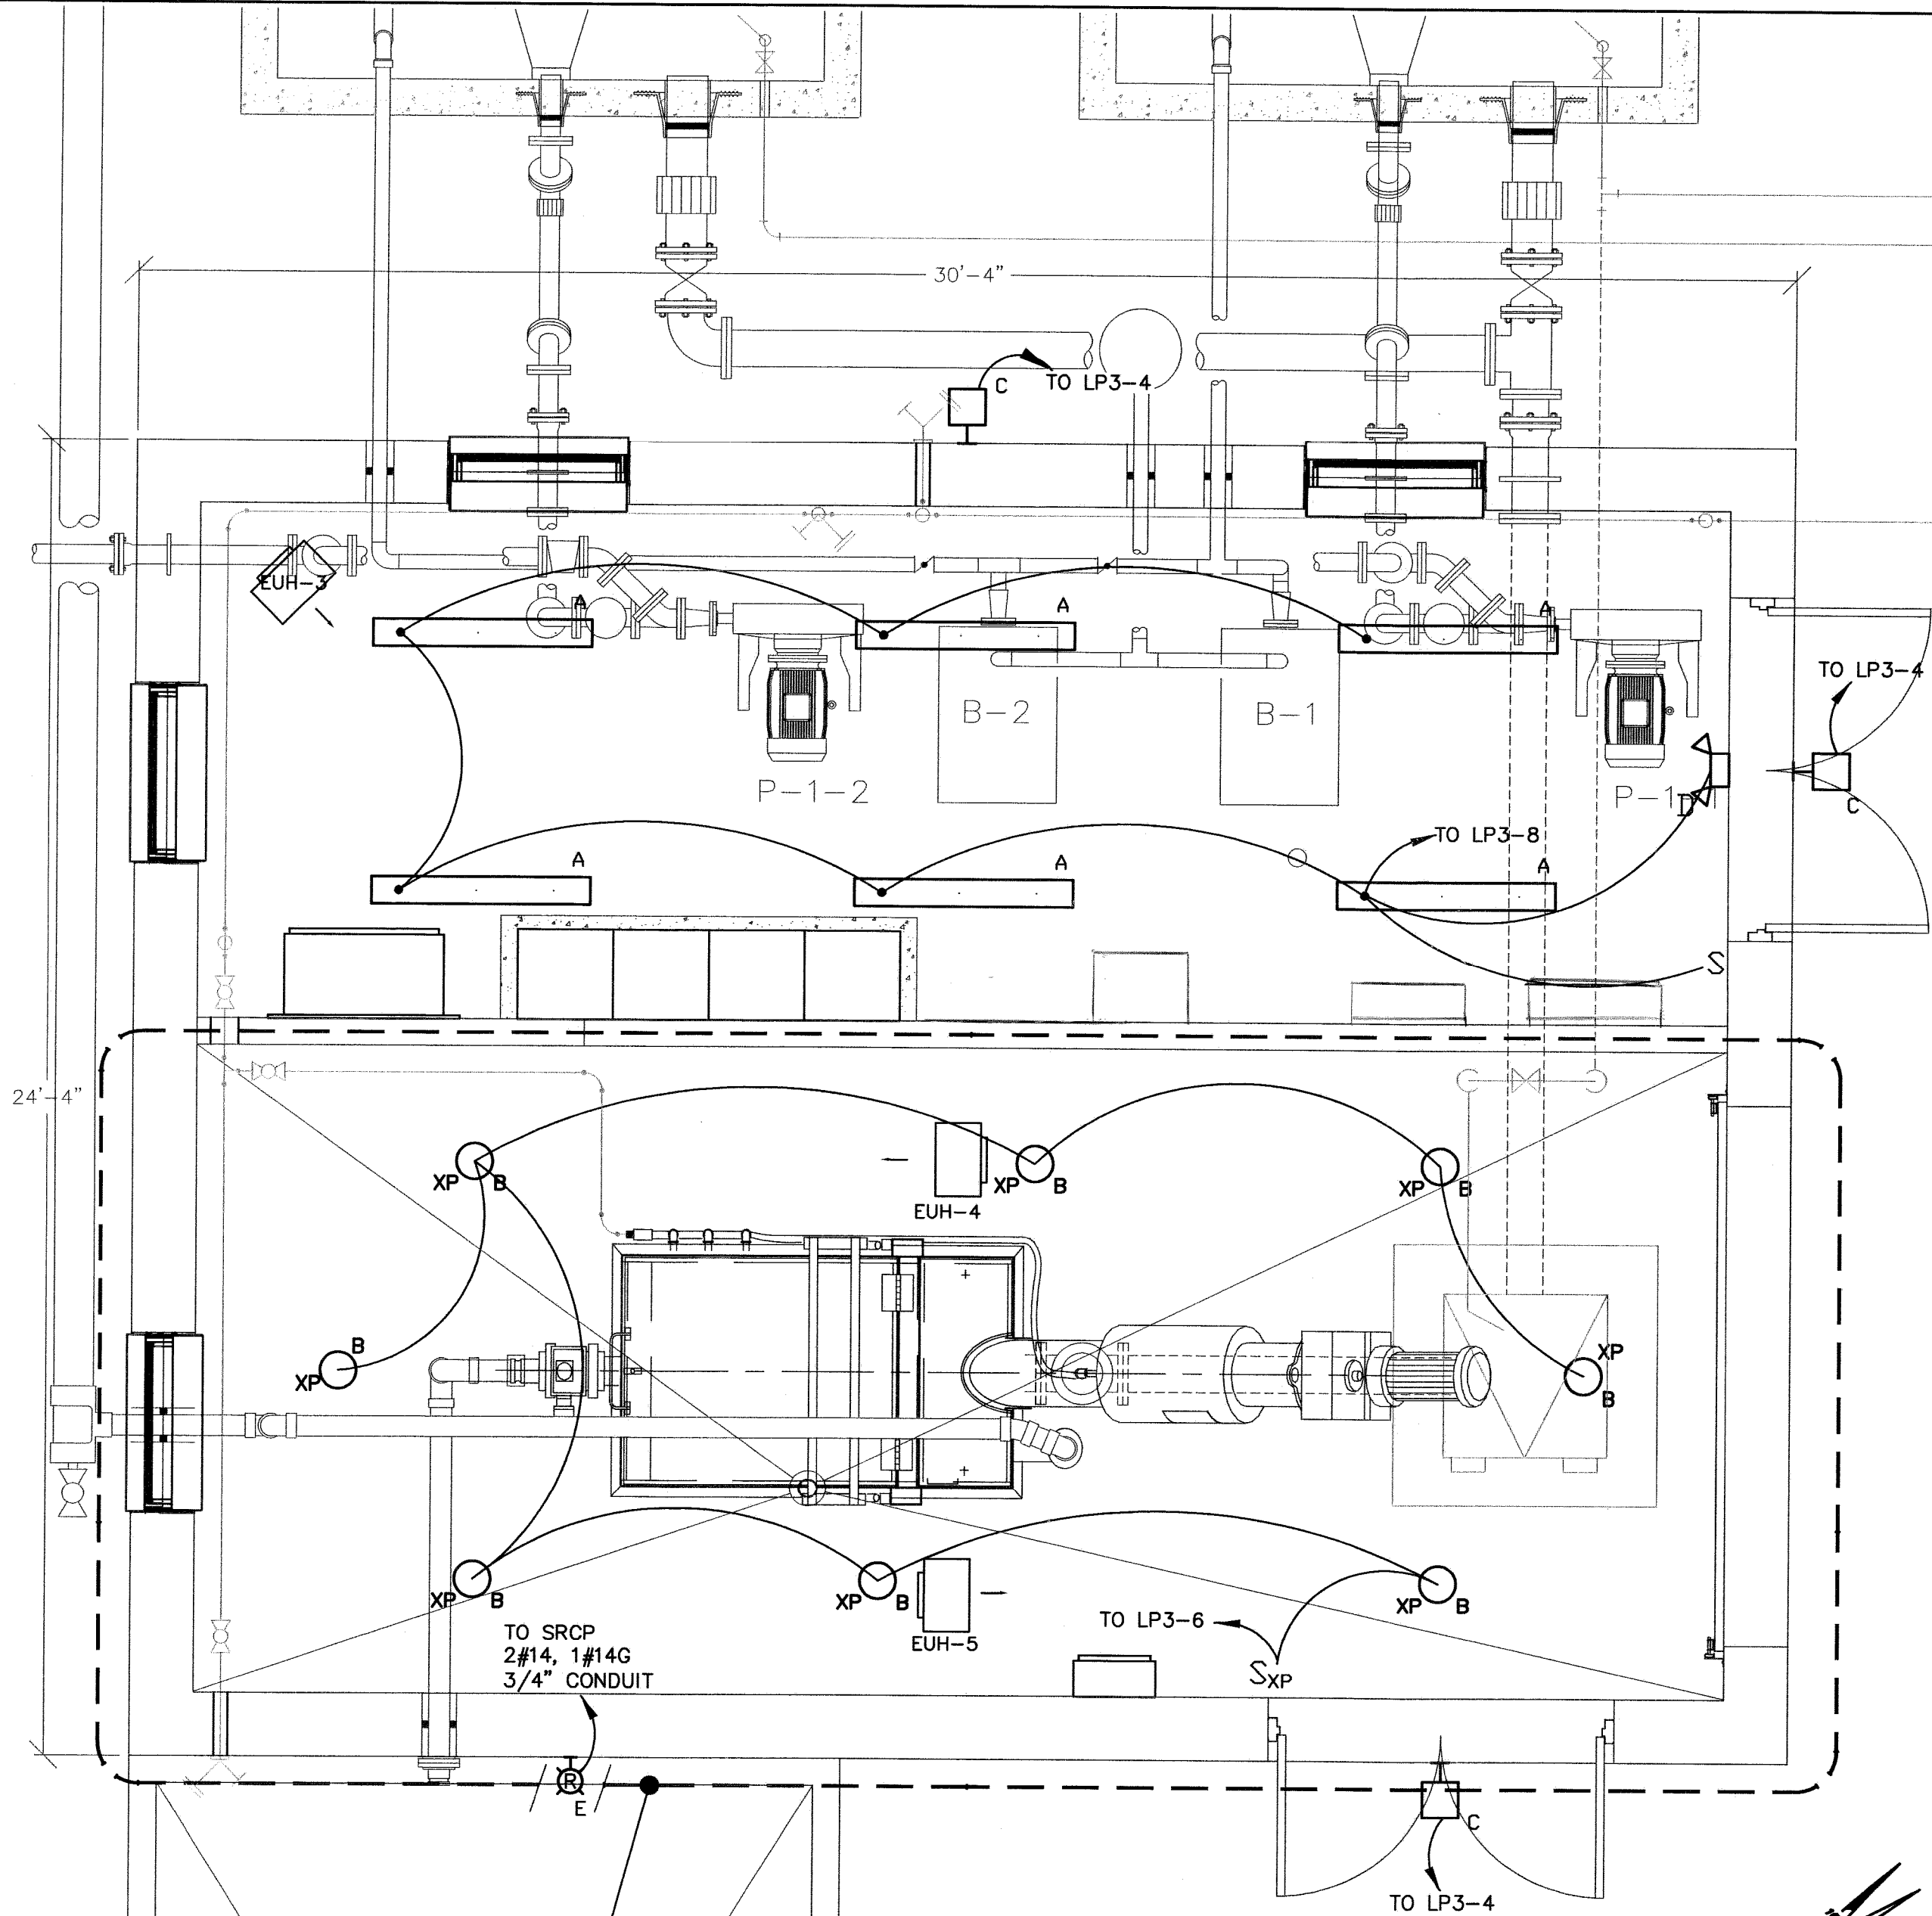 30'-4"
C
TO LP3-4
EUH-3
A
A
A
TO LP3-4
B-2
B-1
P-1-2
P-1-
D
C
TO LP3-8
A
A
A
S
24'-4"
XP
B
XP
B
XP
B
EUH-4
B
XP
XP
B
XP
B
XP
B
XP
B
EUH-5
TO LP3-6
SXP
TO SRCP
2#14, 1#14G
3/4" CONDUIT
R
E
C
TO LP3-4